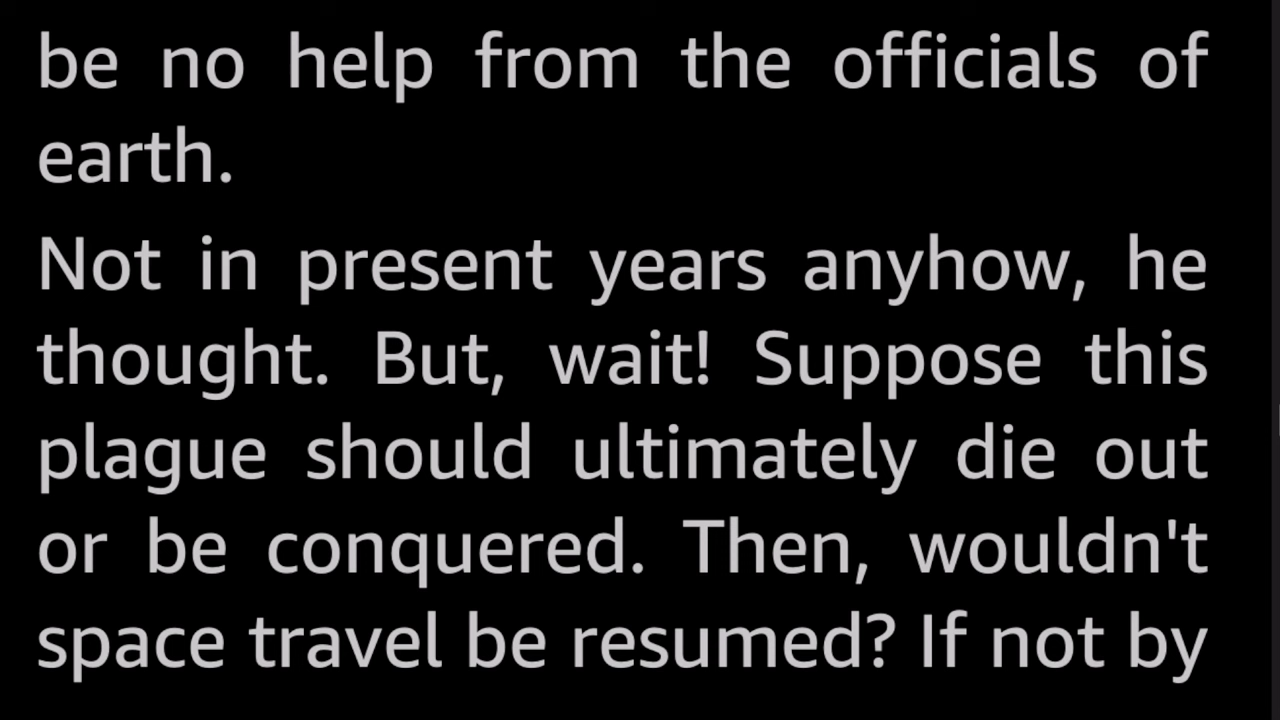 be no help from the officials of
earth.
Not in present years anyhow, he
thought. But, wait! Suppose this
plague should ultimately die out
or be conquered. Then, wouldn't
space travel be resumed? If not by